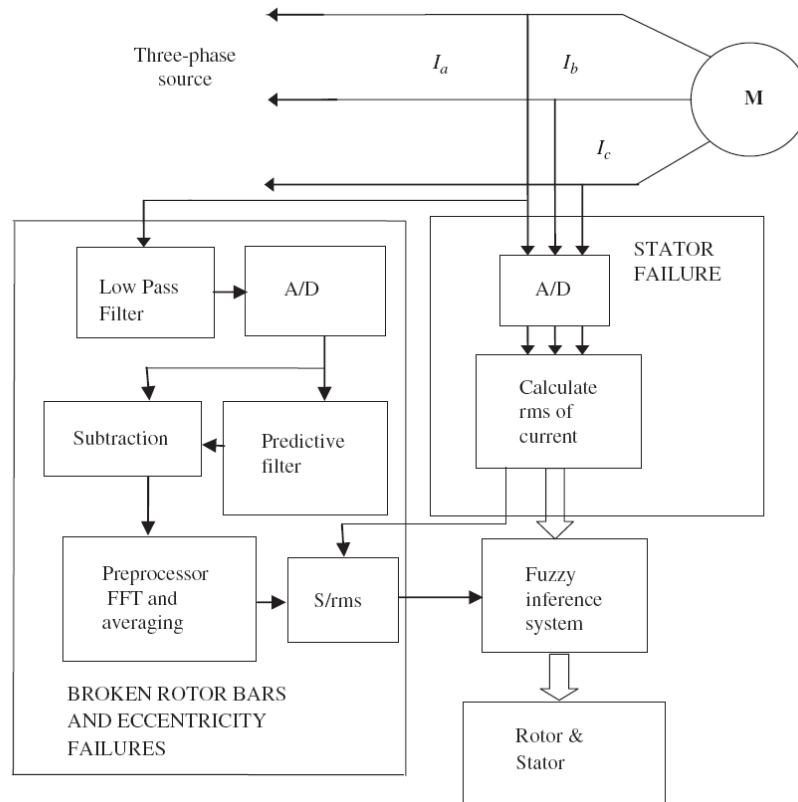 Three-phase
source
I_a
I_b
M
I_c
STATOR
FAILURE
Low Pass
Filter
A/D
A/D
Calculate
rms of
current
Subtraction
Predictive
filter
Preprocessor
FFT and
averaging
S/rms
Fuzzy
inference
system
BROKEN ROTOR BARS
AND ECCENTRICITY
FAILURES
Rotor &
Stator